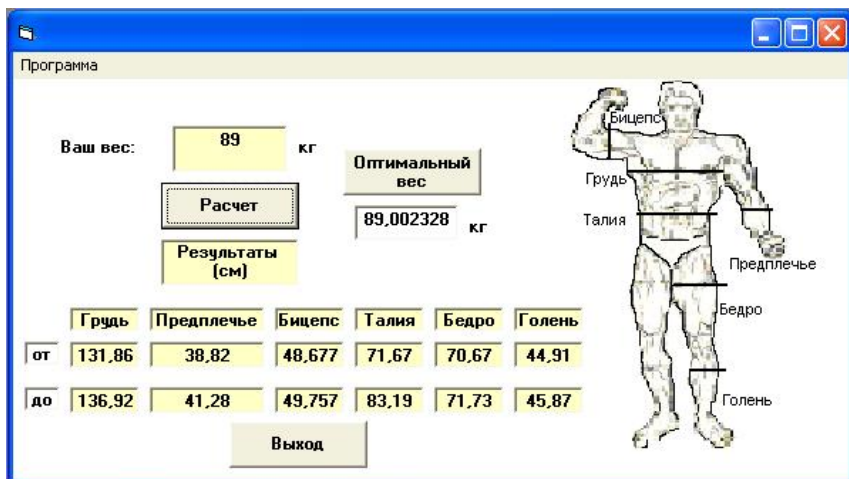 Программа
Ваш вес:
89
кг
Оптимальный
вес
Расчет
89,002328 кг
Результаты
(см)
Грудь Предплечье Бицепс Талия Бедро Голень
от 131,86 38,82 48,677 71,67 70,67 44,91
до 136,92 41,28 49,757 83,19 71,73 45,87
Выход
Бицепс
Грудь
Талия
Предплечье
Бедро
Голень